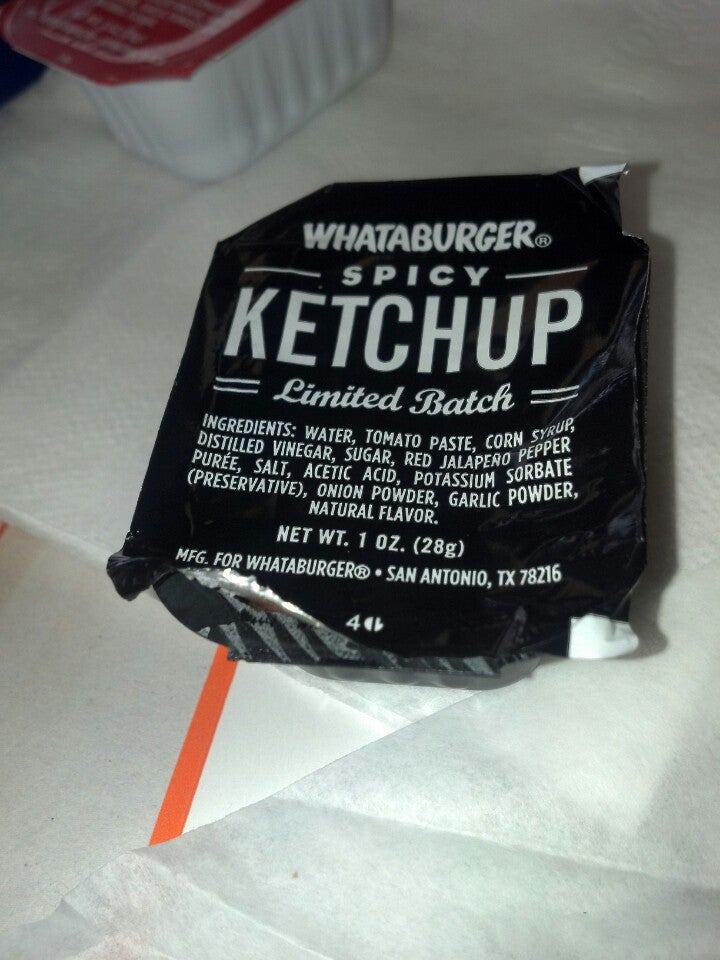 WHATABURGER®
SPICY
KETCHUP
Limited Batch
INGREDIENTS: WATER, TOMATO PASTE, CORN SYRUP,
DISTILLED VINEGAR, SUGAR, RED JALAPEÑO PEPPER
PURÉE, SALT, ACETIC ACID, POTASSIUM SORBATE
(PRESERVATIVE), ONION POWDER, GARLIC POWDER,
NATURAL FLAVOR.
NET WT. 1 OZ. (28g)
MFG. FOR WHATABURGER® • SAN ANTONIO, TX 78216
4